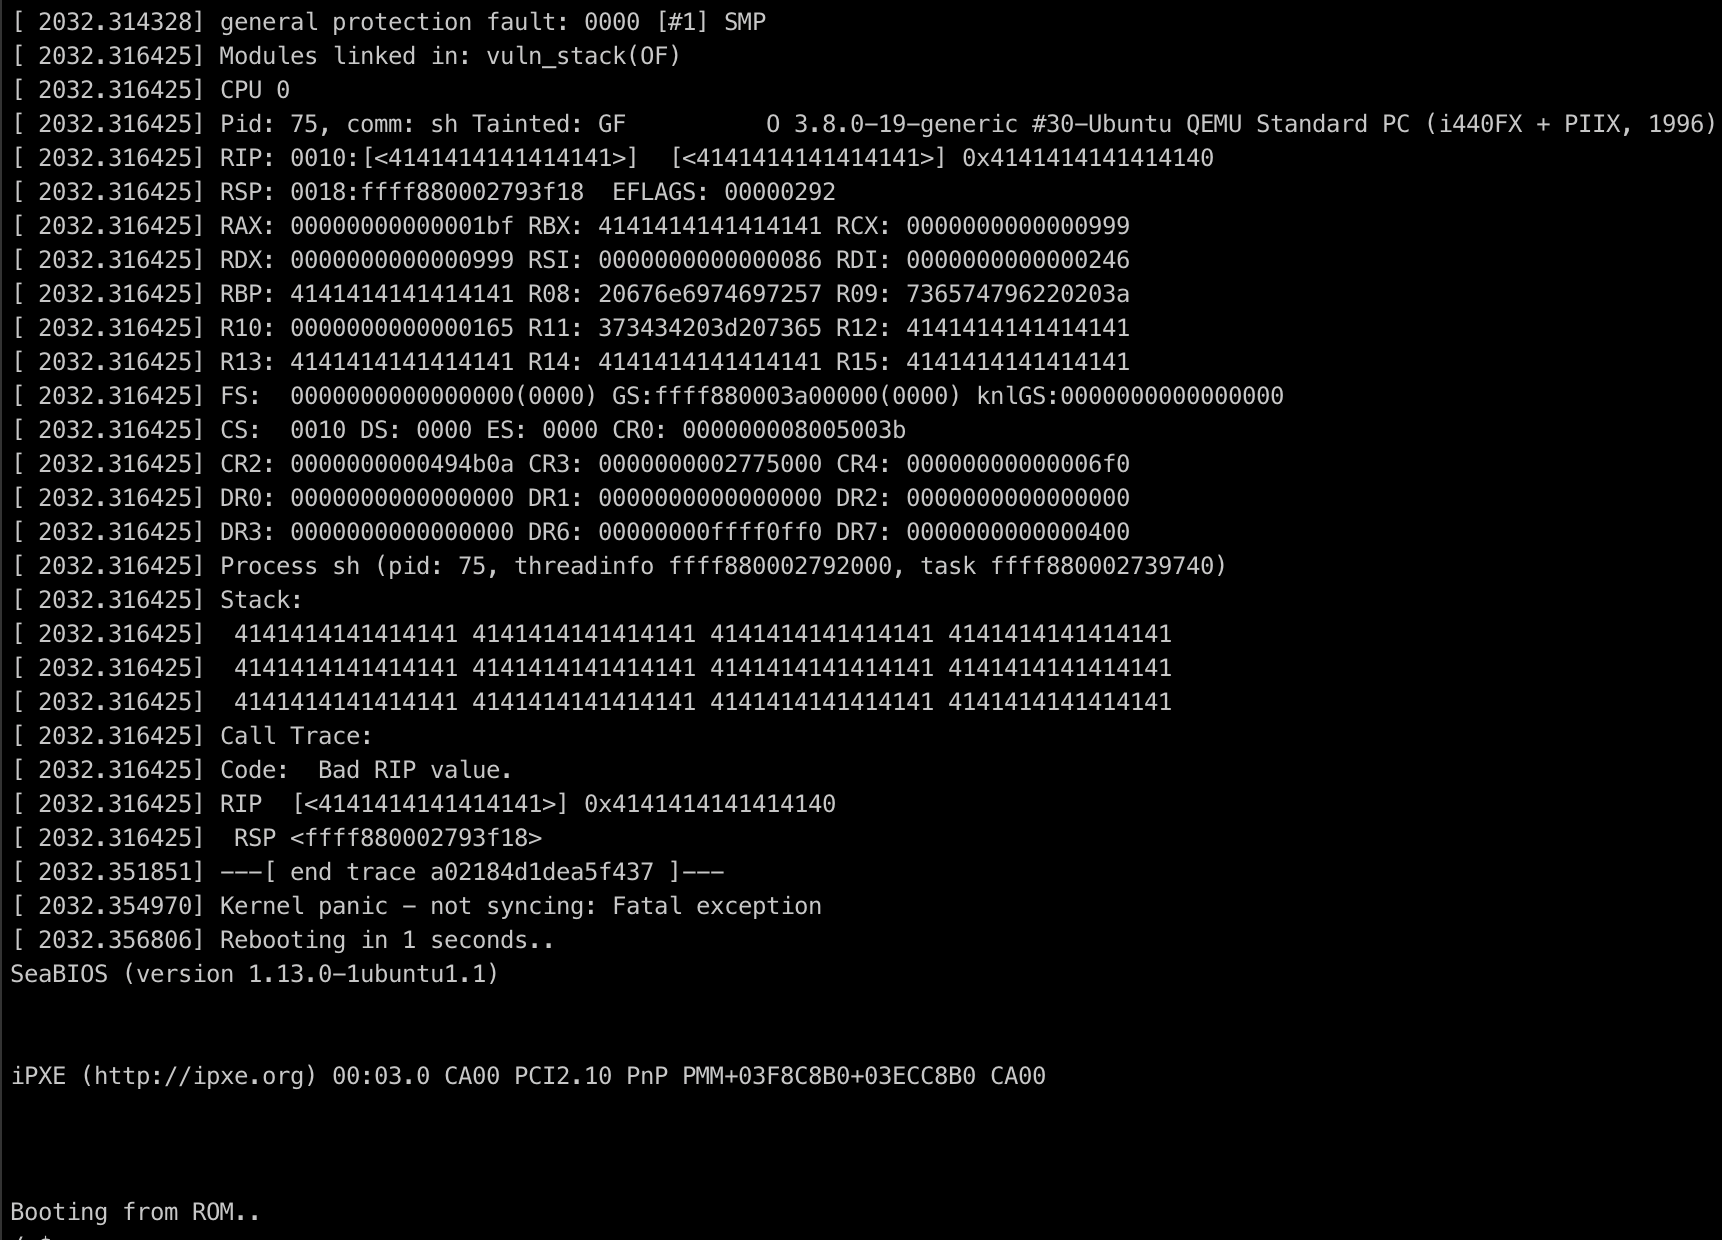 [ 2032.314328] general protection fault: 0000 [#1] SMP
[ 2032.316425] Modules linked in: vuln_stack(OF)
[ 2032.316425] CPU 0
[ 2032.316425] Pid: 75, comm: sh Tainted: GF          O 3.8.0-19-generic #30-Ubuntu QEMU Standard PC (i440FX + PIIX, 1996)
[ 2032.316425] RIP: 0010:[<4141414141414141>]  [<4141414141414141>] 0x4141414141414140
[ 2032.316425] RSP: 0018:ffff880002793f18  EFLAGS: 00000292
[ 2032.316425] RAX: 00000000000001bf RBX: 4141414141414141 RCX: 0000000000000999
[ 2032.316425] RDX: 0000000000000999 RSI: 0000000000000086 RDI: 0000000000000246
[ 2032.316425] RBP: 4141414141414141 R08: 20676e6974697257 R09: 736574796220203a
[ 2032.316425] R10: 0000000000000165 R11: 373434203d207365 R12: 4141414141414141
[ 2032.316425] R13: 4141414141414141 R14: 4141414141414141 R15: 4141414141414141
[ 2032.316425] FS:  0000000000000000(0000) GS:ffff880003a00000(0000) knlGS:0000000000000000
[ 2032.316425] CS:  0010 DS: 0000 ES: 0000 CR0: 000000008005003b
[ 2032.316425] CR2: 0000000000494b0a CR3: 0000000002775000 CR4: 00000000000006f0
[ 2032.316425] DR0: 0000000000000000 DR1: 0000000000000000 DR2: 0000000000000000
[ 2032.316425] DR3: 0000000000000000 DR6: 00000000ffff0ff0 DR7: 0000000000000400
[ 2032.316425] Process sh (pid: 75, threadinfo ffff880002792000, task ffff880002739740)
[ 2032.316425] Stack:
[ 2032.316425]  4141414141414141 4141414141414141 4141414141414141 4141414141414141
[ 2032.316425]  4141414141414141 4141414141414141 4141414141414141 4141414141414141
[ 2032.316425]  4141414141414141 4141414141414141 4141414141414141 4141414141414141
[ 2032.316425] Call Trace:
[ 2032.316425] Code:  Bad RIP value.
[ 2032.316425] RIP  [<4141414141414141>] 0x4141414141414140
[ 2032.316425]  RSP <ffff880002793f18>
[ 2032.351851] ---[ end trace a02184d1dea5f437 ]---
[ 2032.354970] Kernel panic - not syncing: Fatal exception
[ 2032.356806] Rebooting in 1 seconds..
SeaBIOS (version 1.13.0-1ubuntu1.1)
iPXE (http://ipxe.org) 00:03.0 CA00 PCI2.10 PnP PMM+03F8C8B0+03ECC8B0 CA00
Booting from ROM..